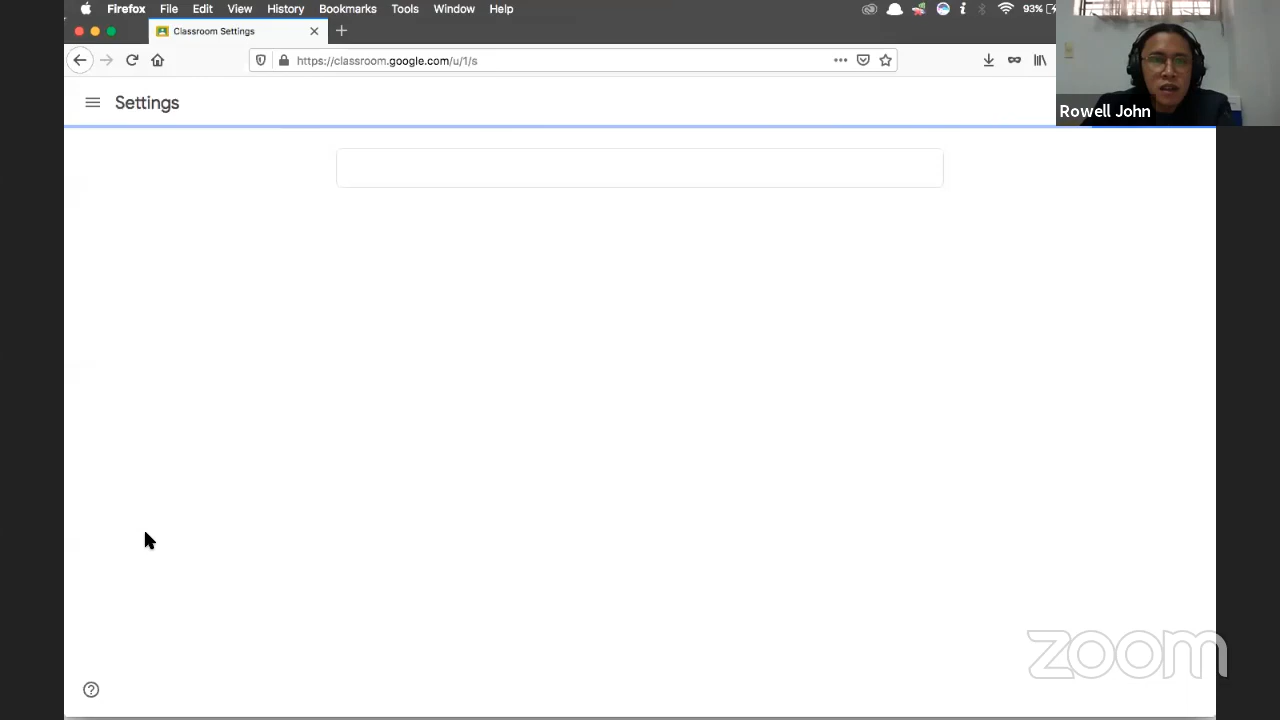 Firefox File Edit View History Bookmarks Tools Window Help 93%
Classroom Settings
https://classroom.google.com/u/1/s
Settings
Rowell John
zoom